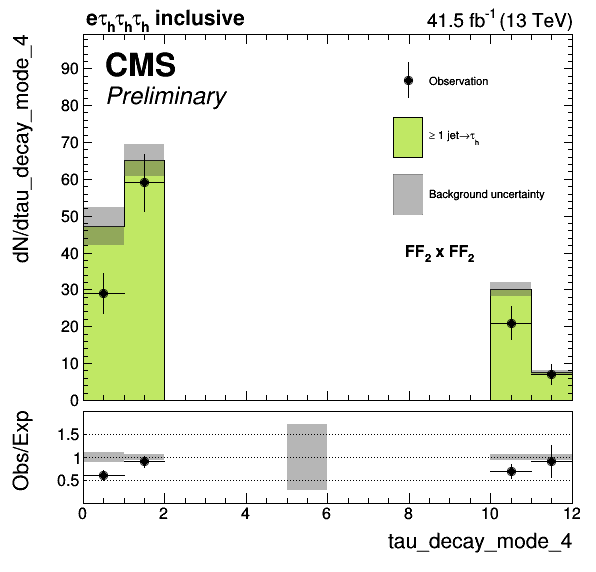 eτₕτₕτₕ inclusive 41.5 fb⁻¹ (13 TeV)
CMS
Preliminary
Observation
≥ 1 jet→τₕ
Background uncertainty
FF₂ x FF₂
dN/dtau_decay_mode_4
90
80
70
60
50
40
30
20
10
0
Obs/Exp
1.5
1
0.5
0 2 4 6 8 10 12
tau_decay_mode_4